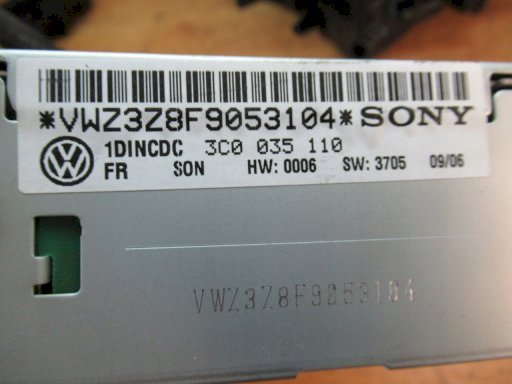 *VWZ3Z8F9053104* SONY
1DINCDC 3C0 035 110
FR SON HW: 0006 SW: 3705 09/06
VWZ3Z8F9053104